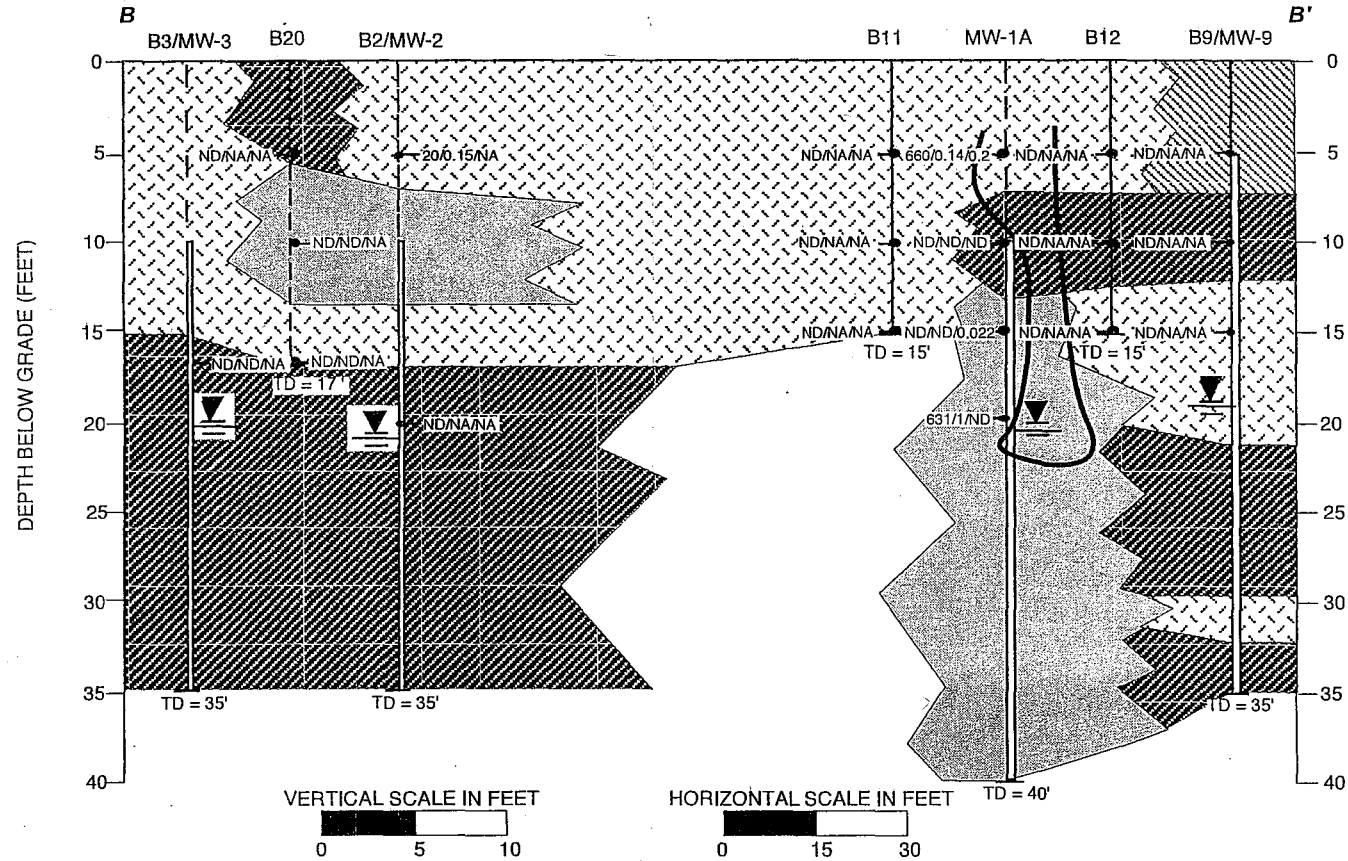 B B'
B3/MW-3 B20 B2/MW-2 B11 MW-1A B12 B9/MW-9
DEPTH BELOW GRADE (FEET)
0 0
5 ND/NA/NA 20/0.15/NA ND/NA/NA 660/0.14/0.2 ND/NA/NA ND/NA/NA 5
10 ND/ND/NA ND/NA/NA ND/ND/ND ND/NA/NA ND/NA/NA 10
15 ND/NA/NA ND/ND/0.022 ND/NA/NA ND/NA/NA 15
TD = 15' TD = 15'
ND/ND/NA ND/ND/NA
TD = 17'
20 ND/NA/NA 631/1/ND 20
25 25
30 30
35 35
TD = 35' TD = 35' TD = 35'
40 40
TD = 40'
VERTICAL SCALE IN FEET HORIZONTAL SCALE IN FEET
0 5 10 0 15 30